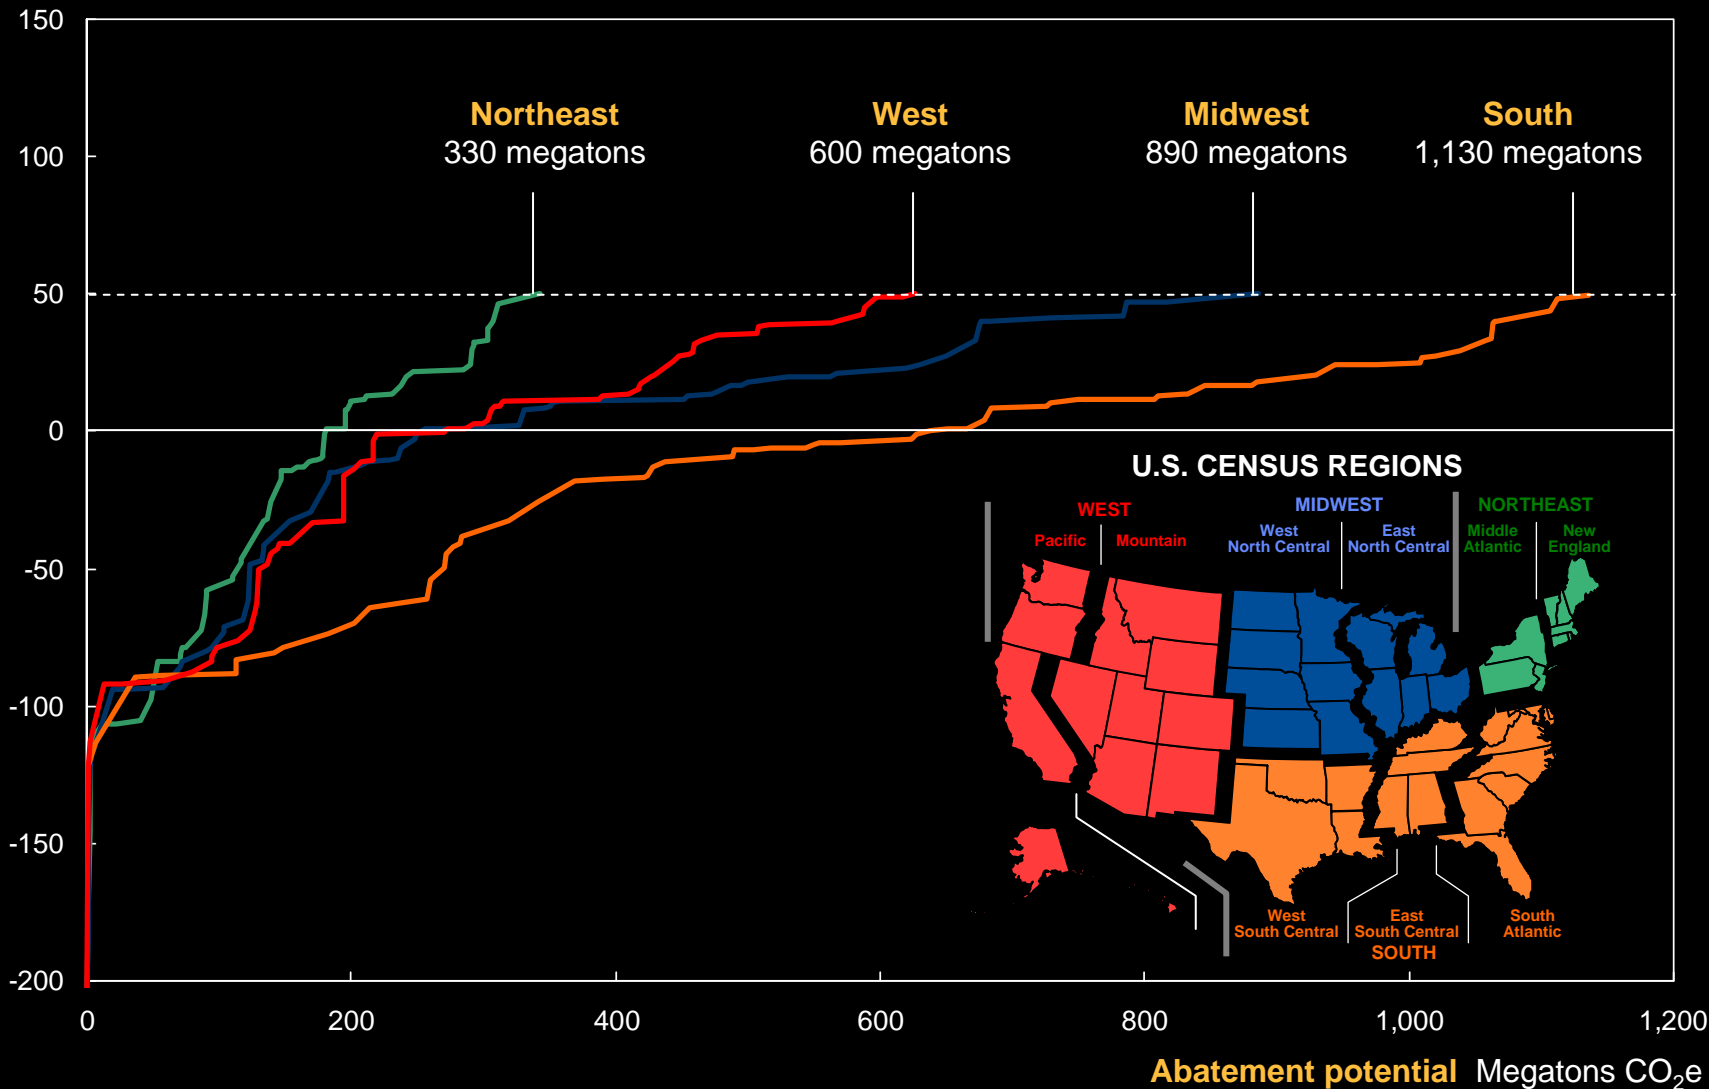 150
100
50
0
-50
-100
-150
-200
Northeast
330 megatons
West
600 megatons
Midwest
890 megatons
South
1,130 megatons
U.S. CENSUS REGIONS
WEST
Pacific
Mountain
MIDWEST
West
North Central
East
North Central
NORTHEAST
Middle
Atlantic
New
England
West
South Central
East
South Central
SOUTH
South
Atlantic
0
200
400
600
800
1,000
1,200
Abatement potential Megatons CO₂e